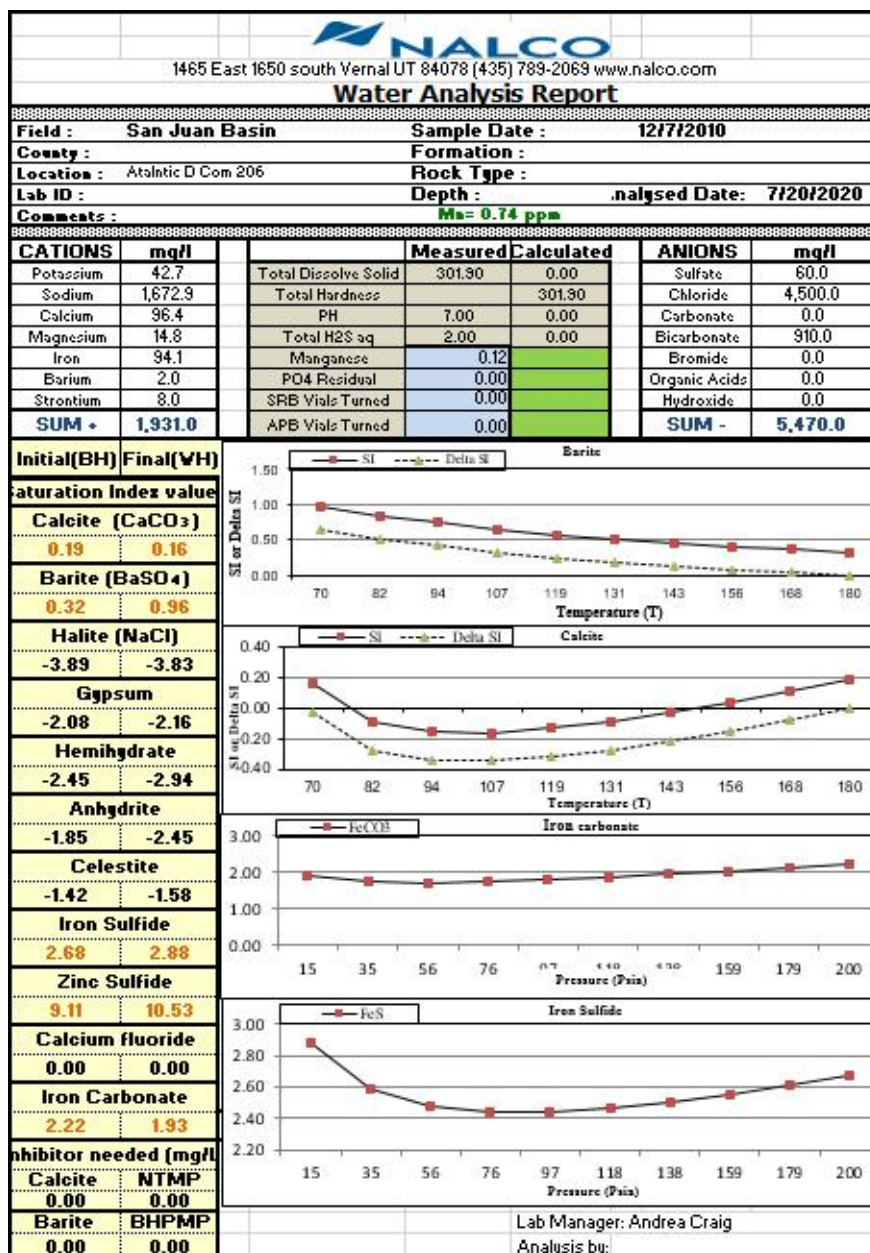 NALCO
1465 East 1650 south Vernal UT 84078 (435) 789-2069 www.nalco.com
Water Analysis Report
Field : San Juan Basin Sample Date : 12/7/2010
County : Formation :
Location : Atalntic D Com 206 Rock Type :
Lab ID : Depth : .nalysed Date: 7/20/2020
Comments : Mn= 0.74 ppm
CATIONS mg/l Measured Calculated ANIONS mg/l
Potassium 42.7 Total Dissolve Solid 301.90 0.00 Sulfate 60.0
Sodium 1,672.9 Total Hardness 301.90 Chloride 4,500.0
Calcium 96.4 PH 7.00 0.00 Carbonate 0.0
Magnesium 14.8 Total H2S aq 2.00 0.00 Bicarbonate 910.0
Iron 94.1 Manganese 0.12 Bromide 0.0
Barium 2.0 PO4 Residual 0.00 Organic Acids 0.0
Strontium 8.0 SRB Vials Turned 0.00 Hydroxide 0.0
SUM + 1,931.0 APB Vials Turned 0.00 SUM - 5,470.0
Initial(BH) Final(WH)
aturation Index value
Calcite (CaCO3)
0.19 0.16
Barite (BaSO4)
0.32 0.96
Halite (NaCl)
-3.89 -3.83
Gypsum
-2.08 -2.16
Hemihydrate
-2.45 -2.94
Anhydrite
-1.85 -2.45
Celestite
-1.42 -1.58
Iron Sulfide
2.68 2.88
Zinc Sulfide
9.11 10.53
Calcium fluoride
0.00 0.00
Iron Carbonate
2.22 1.93
nhibitor needed (mg/L
Calcite NTMP
0.00 0.00
Barite BHPMP
0.00 0.00
SI Delta SI Barite
SI or Delta SI
1.50
1.00
0.50
0.00
70 82 94 107 119 131 143 156 168 180
Temperature (T)
SI Delta SI Calcite
SI or Delta SI
0.40
0.20
0.00
-0.20
-0.40
70 82 94 107 119 131 143 156 168 180
Temperature (T)
FeCO3 Iron carbonate
3.00
2.00
1.00
0.00
15 35 56 76 97 118 138 159 179 200
Pressure (Psia)
FeS Iron Sulfide
3.00
2.80
2.60
2.40
2.20
15 35 56 76 97 118 138 159 179 200
Pressure (Psia)
Lab Manager: Andrea Craig
Analysis by: